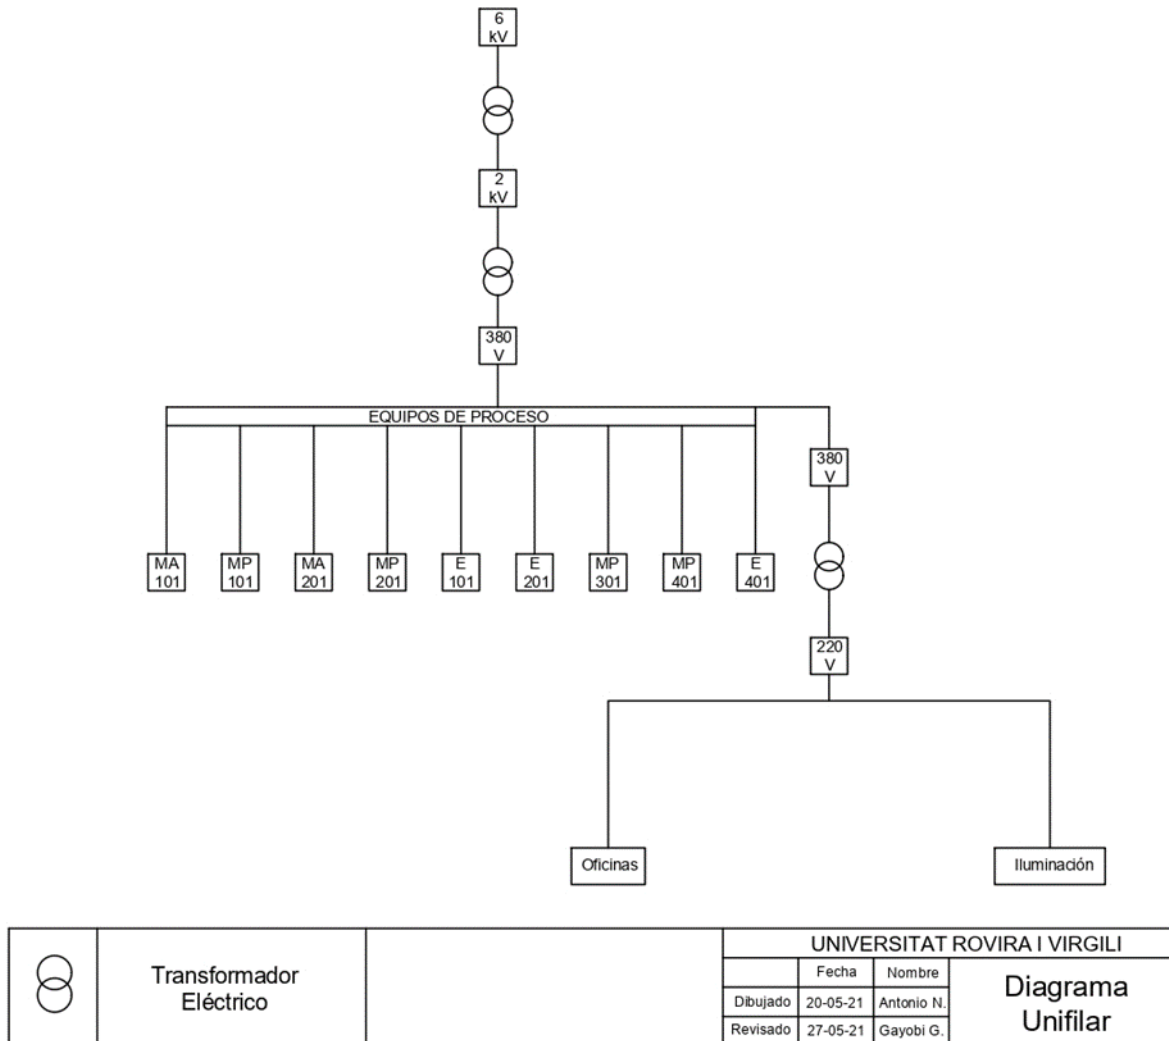 6
kV
2
kV
380
V
EQUIPOS DE PROCESO
380
V
MA
101
MP
101
MA
201
MP
201
E
101
E
201
MP
301
MP
401
E
401
220
V
Oficinas
Iluminación
Transformador
Eléctrico
UNIVERSITAT ROVIRA I VIRGILI
Fecha
Nombre
Dibujado
20-05-21
Antonio N.
Revisado
27-05-21
Gayobi G.
Diagrama
Unifilar